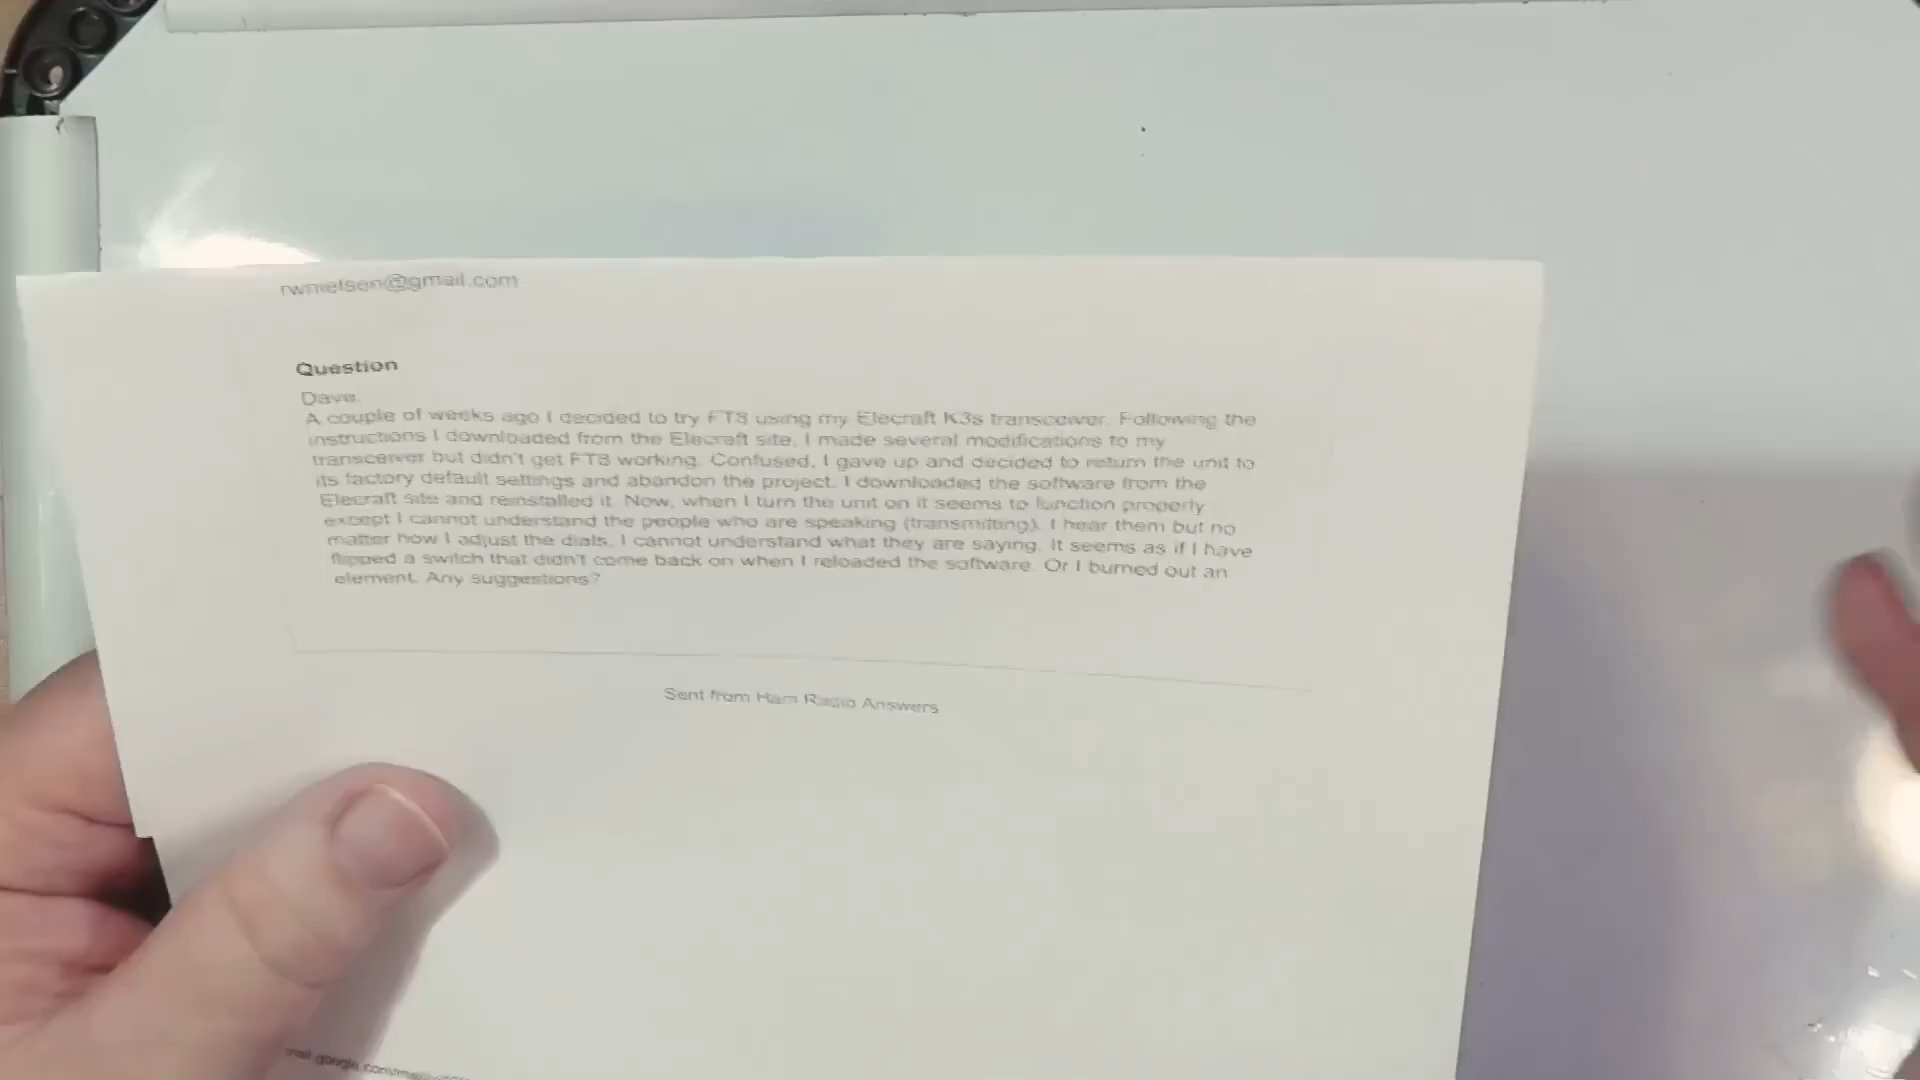 rwnielsen@gmail.com
Question
Dave,
A couple of weeks ago I decided to try FT8 using my Elecraft K3s transceiver. Following the
instructions I downloaded from the Elecraft site, I made several modifications to my
transceiver but didn't get FT8 working. Confused, I gave up and decided to return the unit to
its factory default settings and abandon the project. I downloaded the software from the
Elecraft site and reinstalled it. Now, when I turn the unit on it seems to function properly
except I cannot understand the people who are speaking (transmitting). I hear them but no
matter how I adjust the dials, I cannot understand what they are saying. It seems as if I have
flipped a switch that didn't come back on when I reloaded the software. Or I burned out an
element. Any suggestions?
Sent from Ham Radio Answers